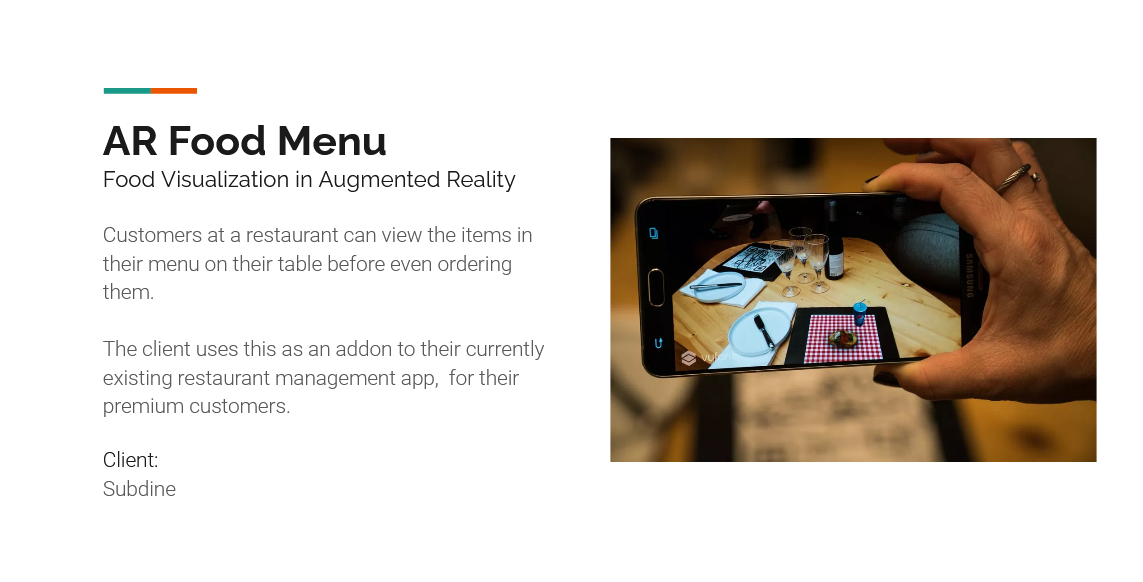 AR Food Menu
Food Visualization in Augmented Reality
Customers at a restaurant can view the items in
their menu on their table before even ordering
them.
The client uses this as an addon to their currently
existing restaurant management app,  for their
premium customers.
Client:
Subdine
SAMSUNG